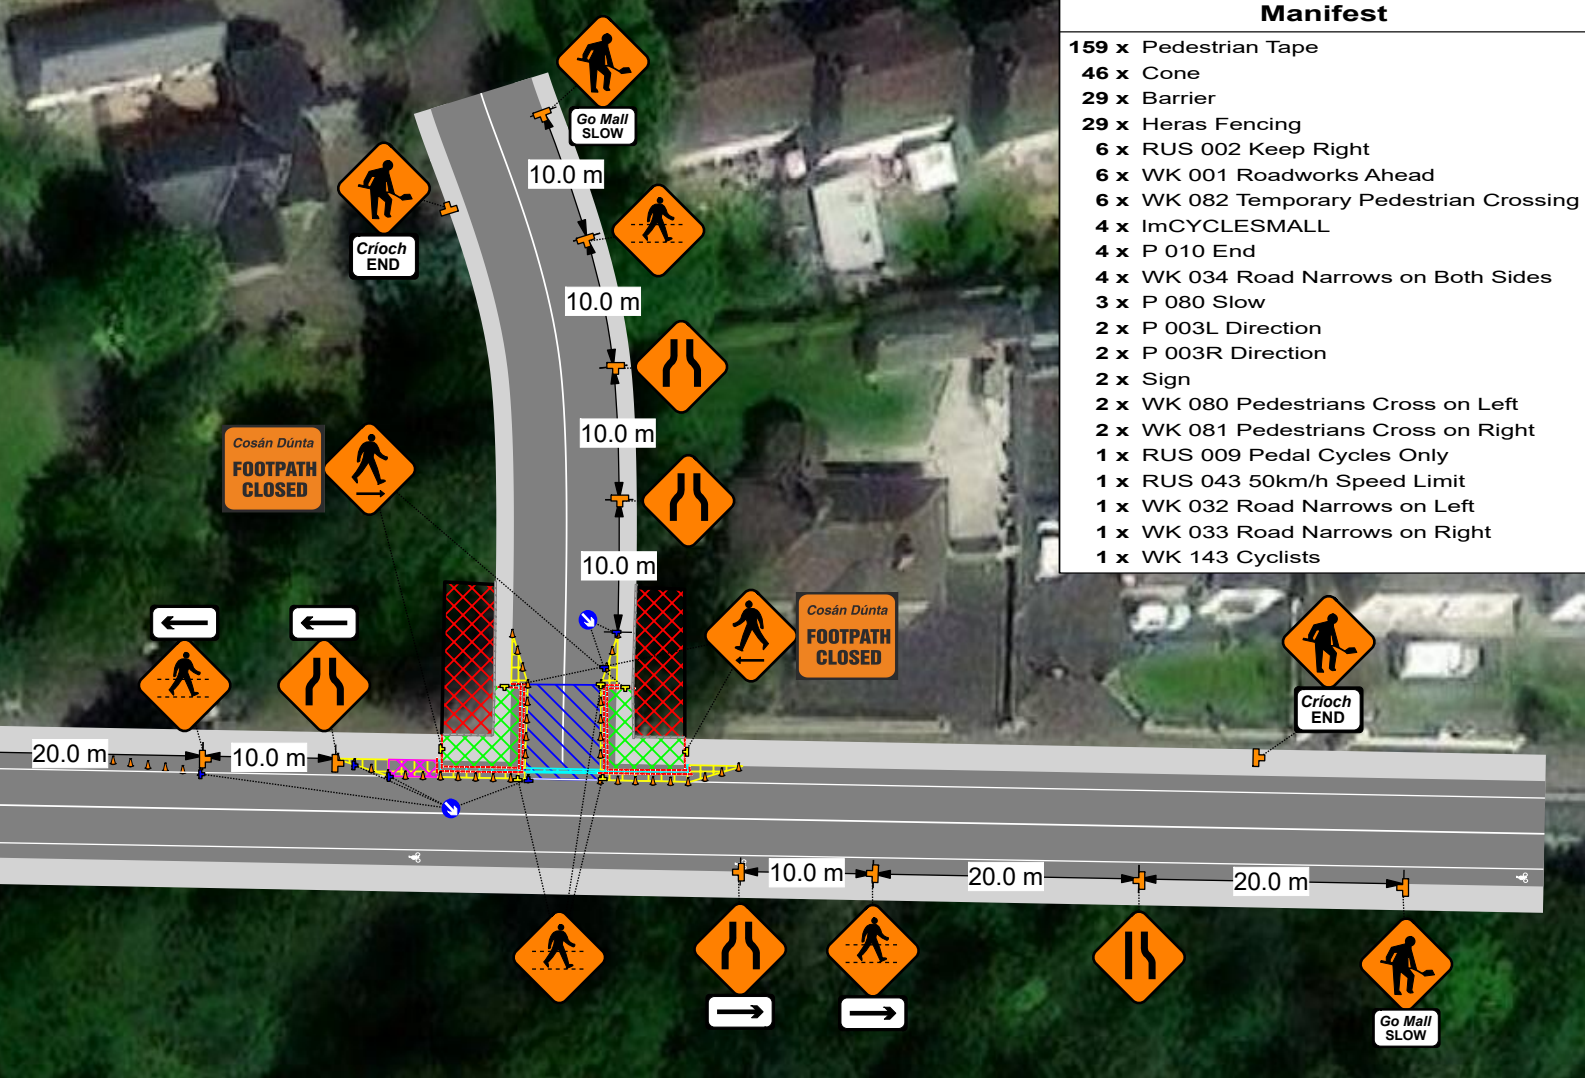 Manifest
159 x Pedestrian Tape
46 x Cone
29 x Barrier
29 x Heras Fencing
6 x RUS 002 Keep Right
6 x WK 001 Roadworks Ahead
6 x WK 082 Temporary Pedestrian Crossing
4 x ImCYCLESMALL
4 x P 010 End
4 x WK 034 Road Narrows on Both Sides
3 x P 080 Slow
2 x P 003L Direction
2 x P 003R Direction
2 x Sign
2 x WK 080 Pedestrians Cross on Left
2 x WK 081 Pedestrians Cross on Right
1 x RUS 009 Pedal Cycles Only
1 x RUS 043 50km/h Speed Limit
1 x WK 032 Road Narrows on Left
1 x WK 033 Road Narrows on Right
1 x WK 143 Cyclists
Go Mall
SLOW
10.0 m
Críoch
END
10.0 m
10.0 m
Cosán Dúnta
FOOTPATH
CLOSED
10.0 m
Cosán Dúnta
FOOTPATH
CLOSED
Críoch
END
20.0 m
10.0 m
10.0 m
20.0 m
20.0 m
Go Mall
SLOW